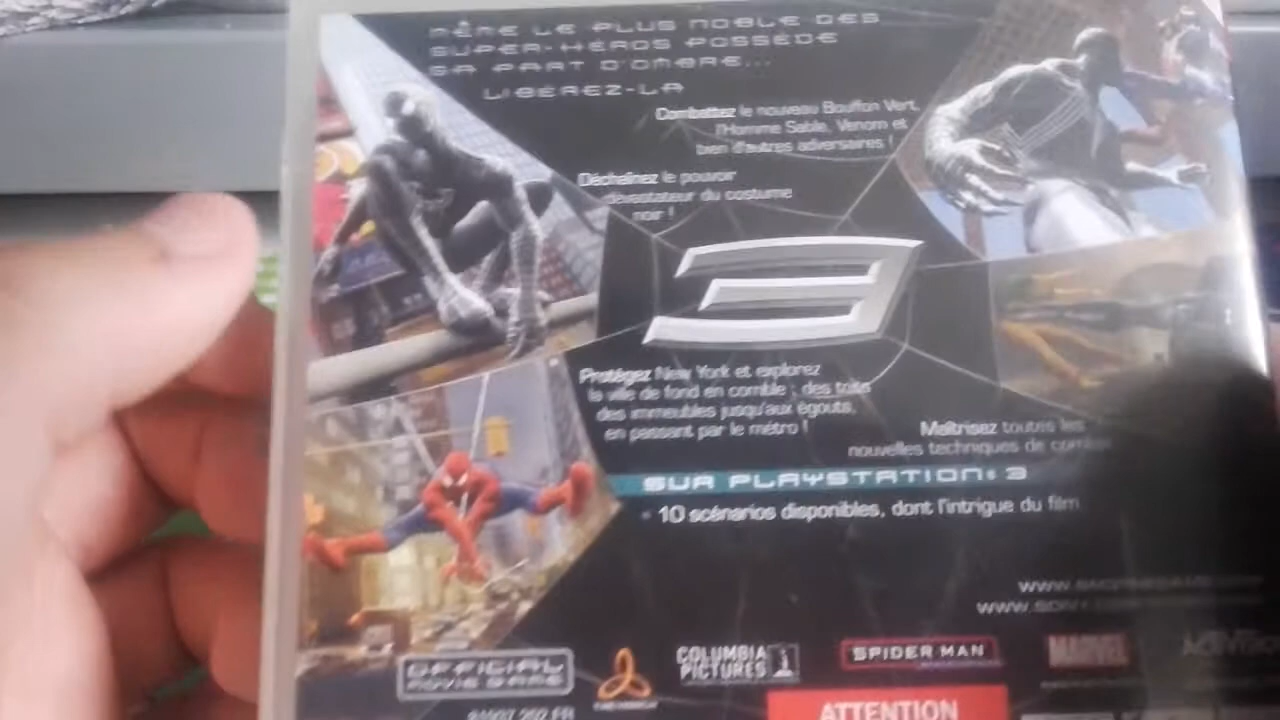 MÊME LE PLUS NOBLE DES
SUPER-HÉROS POSSÈDE
SA PART D'OMBRE...
LIBÉREZ-LA
Combattez le nouveau Bouffon Vert,
l'Homme Sable, Venom et
bien d'autres adversaires !
Déchaînez le pouvoir
dévastateur du costume
noir !
3
Protégez New York et explorez
la ville de fond en comble : des toits
des immeubles jusqu'aux égouts,
en passant par le métro !
Maîtrisez toutes les
nouvelles techniques de combat
SUR PLAYSTATION 3
- 10 scénarios disponibles, dont l'intrigue du film
OFFICIAL
MOVIE GAME
COLUMBIA
PICTURES
SPIDER MAN
MARVEL
ACTIVISION
ATTENTION